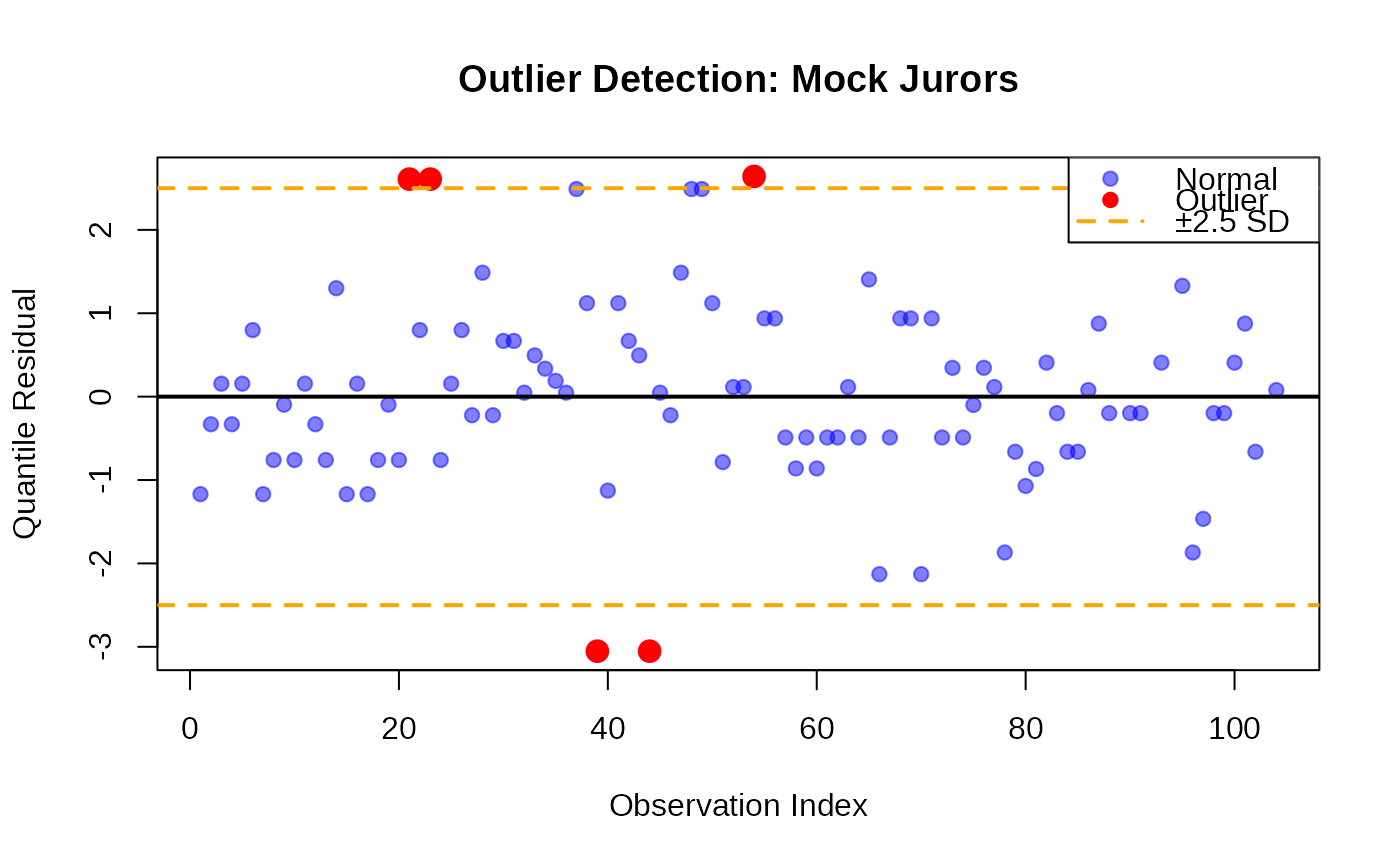 Outlier Detection: Mock Jurors
Normal
Outlier
±2.5 SD
Quantile Residual
2
1
0
-1
-2
-3
0 20 40 60 80 100
Observation Index